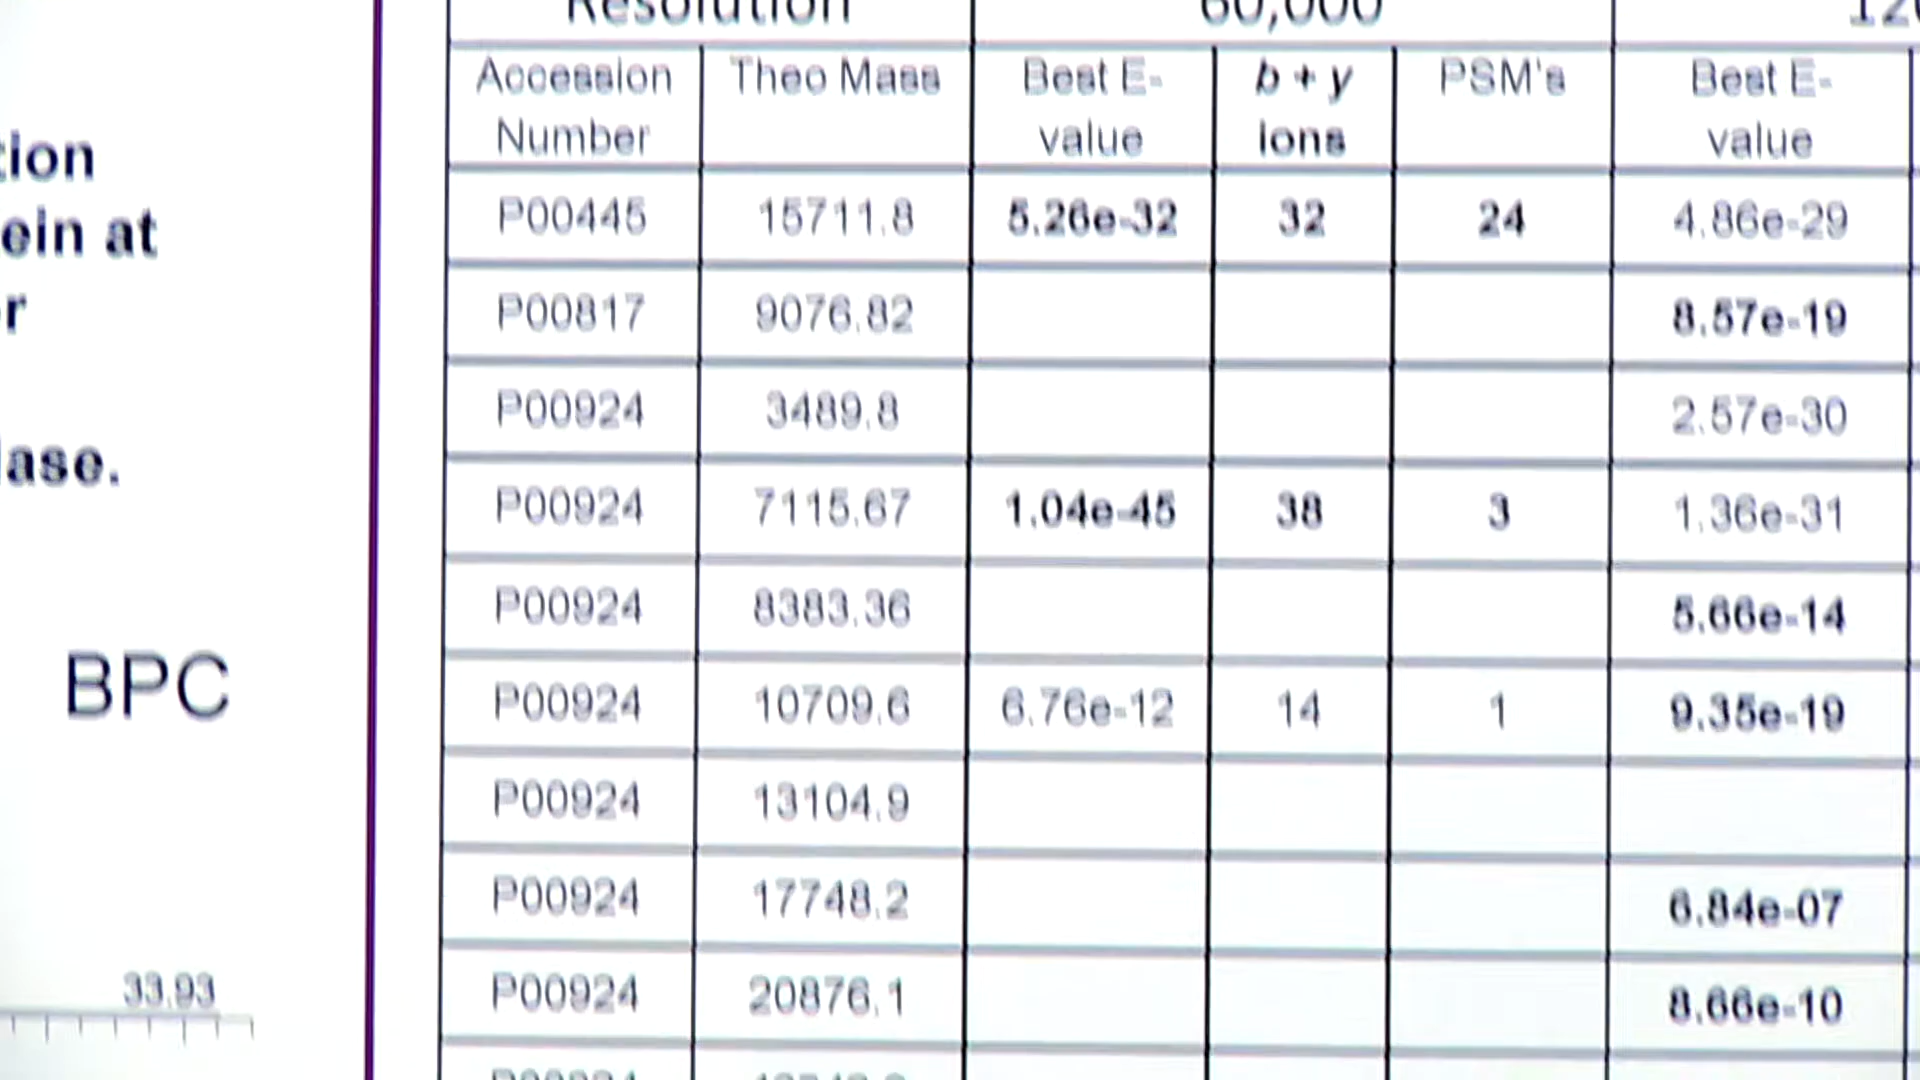 Resolution 60,000
Accession Theo Mass Best E- b + y PSM's Best E-
Number value Ions value
P00445 15711.8 5.26e-32 32 24 4.86e-29
P00817 9076.82 8.57e-19
P00924 3489.8 2.57e-30
P00924 7115.67 1.04e-45 38 3 1.36e-31
P00924 8383.36 5.66e-14
P00924 10709.6 6.76e-12 14 1 9.35e-19
P00924 13104.9
P00924 17748.2 6.84e-07
P00924 20876.1 8.66e-10
tion
ein at
r
ase.
BPC
33.93